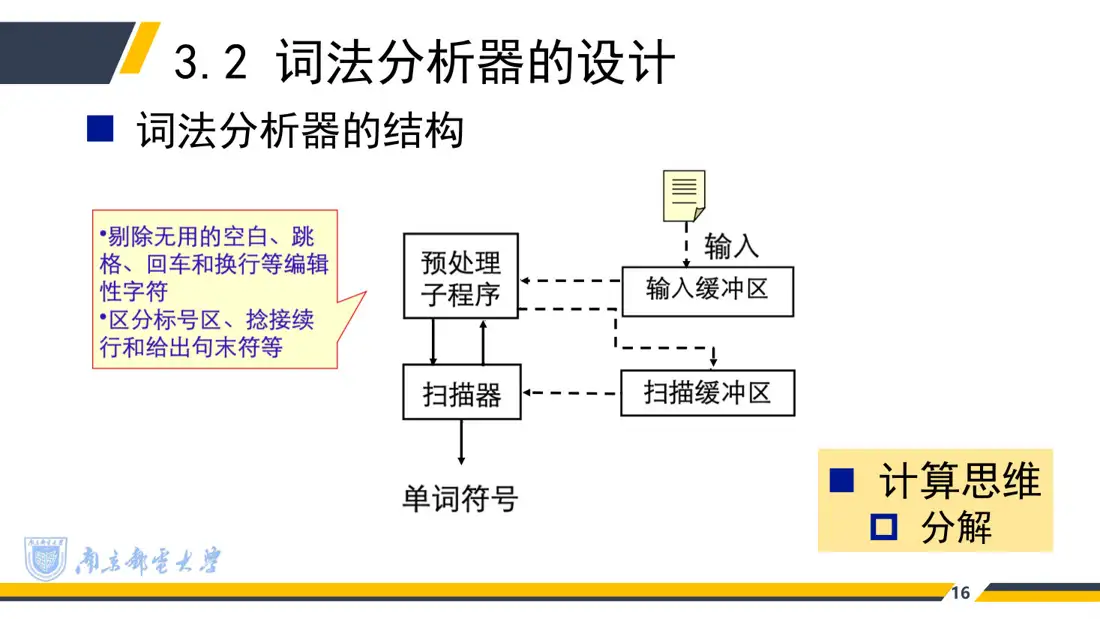 3.2 词法分析器的设计
词法分析器的结构
•剔除无用的空白、跳
格、回车和换行等编辑
性字符
•区分标号区、捻接续
行和给出句末符等
预处理
子程序
输入
输入缓冲区
扫描器
扫描缓冲区
单词符号
计算思维
分解
南京邮电大学
16